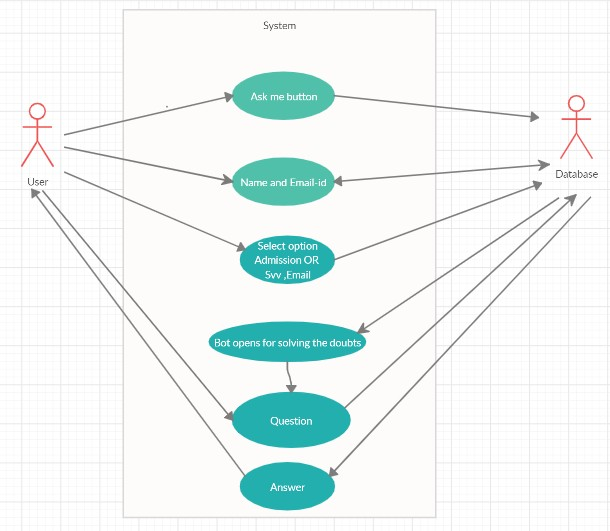 System
Ask me button
User
Name and Email-id
Database
Select option
Admission OR
Svv ,Email
Bot opens for solving the doubts
Question
Answer